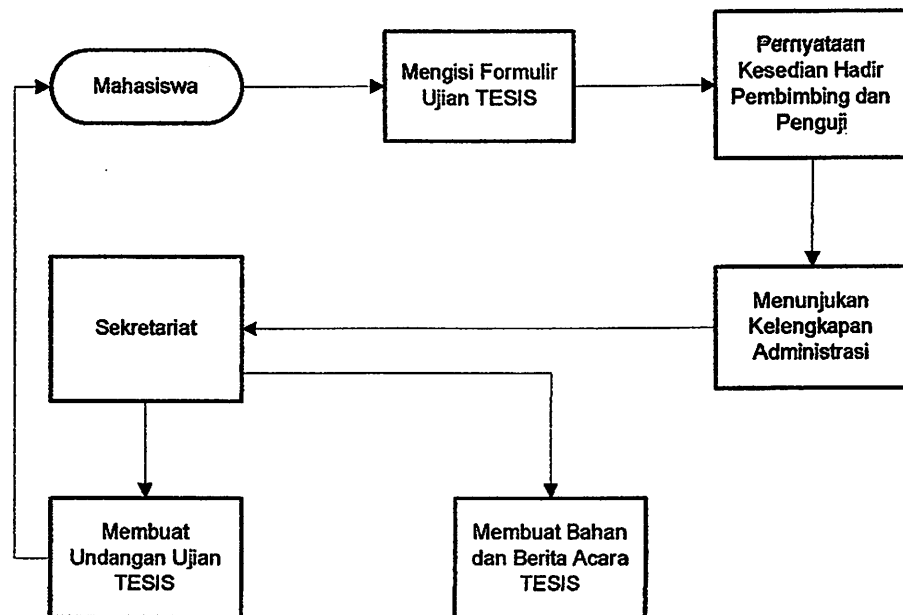 Mahasiswa
Mengisi Formulir
Ujian TESIS
Pernyataan
Kesedian Hadir
Pembimbing dan
Penguji
Sekretariat
Menunjukan
Kelengkapan
Administrasi
Membuat
Undangan Ujian
TESIS
Membuat Bahan
dan Berita Acara
TESIS